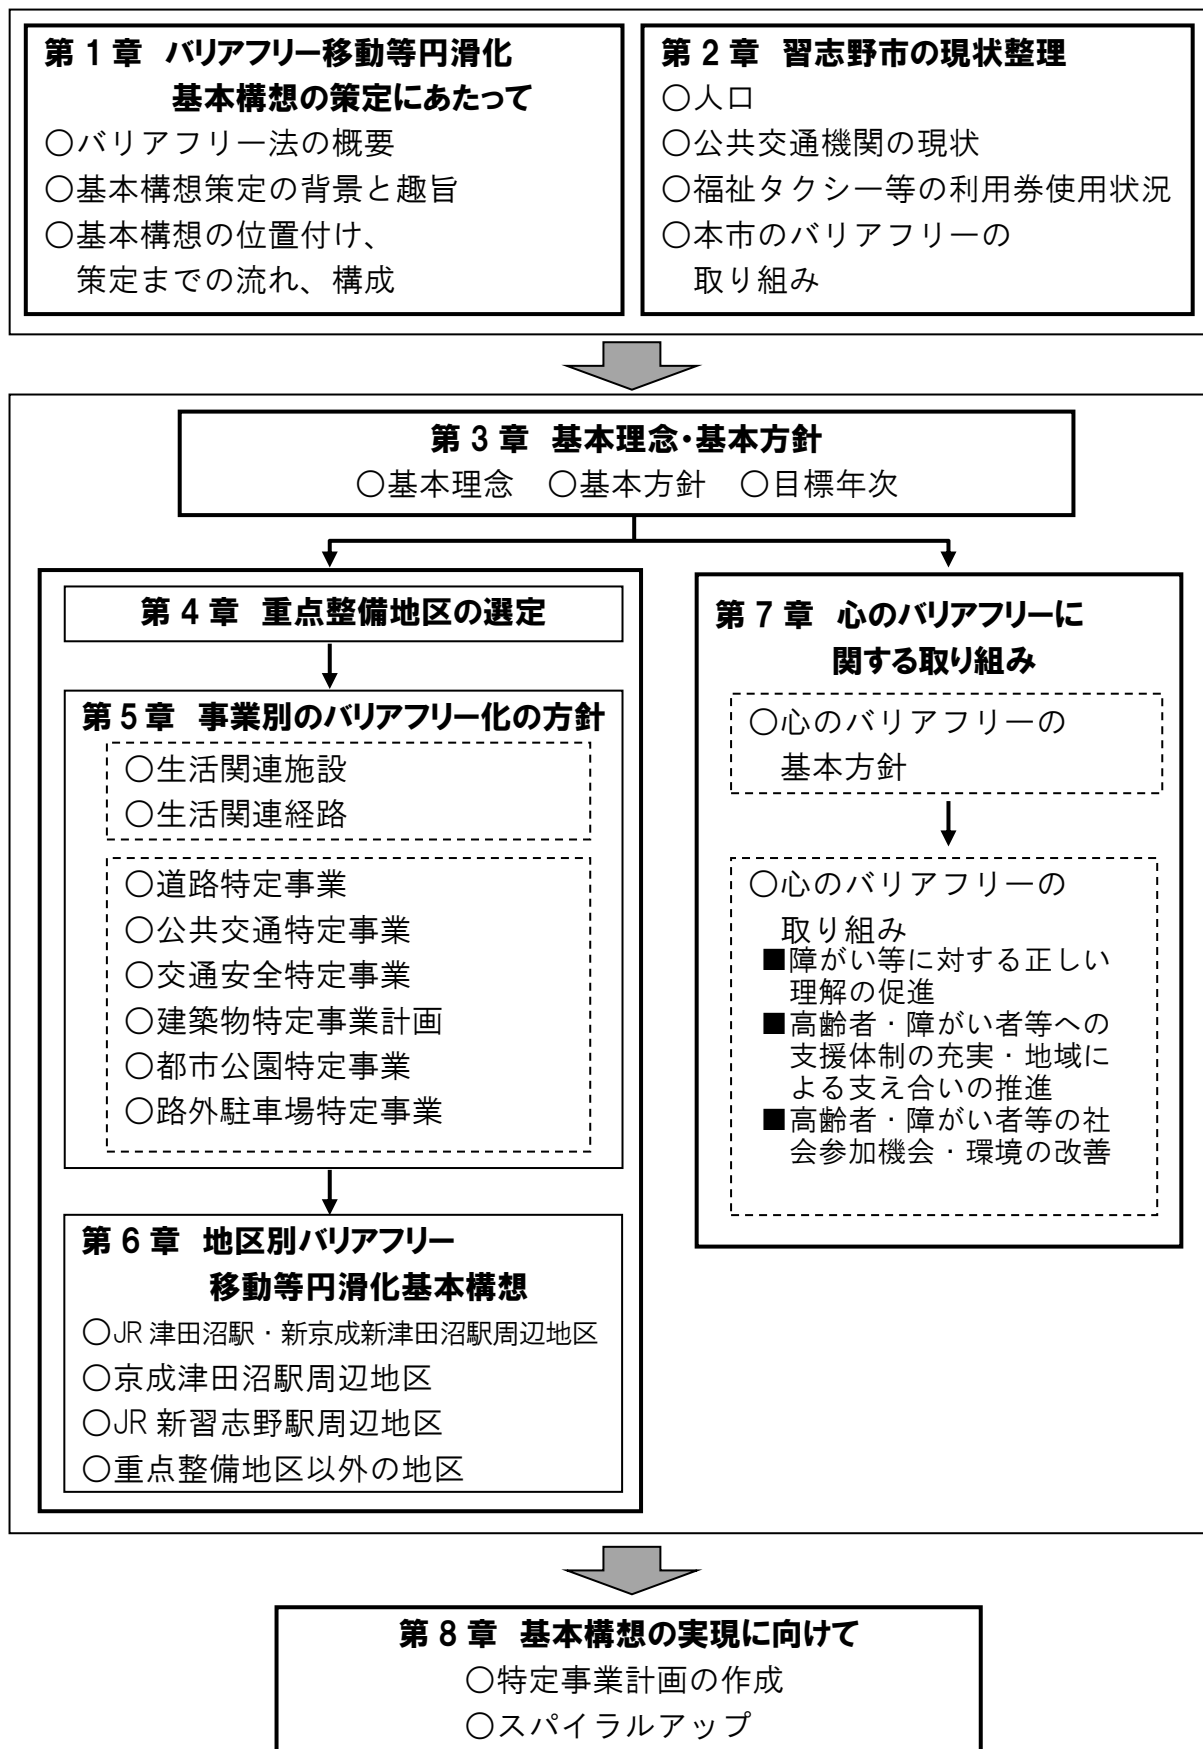 第1章 バリアフリー移動等円滑化
基本構想の策定にあたって
○バリアフリー法の概要
○基本構想策定の背景と趣旨
○基本構想の位置付け、
策定までの流れ、構成
第2章 習志野市の現状整理
○人口
○公共交通機関の現状
○福祉タクシー等の利用券使用状況
○本市のバリアフリーの
取り組み
第3章 基本理念・基本方針
○基本理念 ○基本方針 ○目標年次
第4章 重点整備地区の選定
第5章 事業別のバリアフリー化の方針
○生活関連施設
○生活関連経路
○道路特定事業
○公共交通特定事業
○交通安全特定事業
○建築物特定事業計画
○都市公園特定事業
○路外駐車場特定事業
第6章 地区別バリアフリー
移動等円滑化基本構想
○JR津田沼駅・新京成新津田沼駅周辺地区
○京成津田沼駅周辺地区
○JR新習志野駅周辺地区
○重点整備地区以外の地区
第7章 心のバリアフリーに
関する取り組み
○心のバリアフリーの
基本方針
○心のバリアフリーの
取り組み
■障がい等に対する正しい
理解の促進
■高齢者・障がい者等への
支援体制の充実・地域に
よる支え合いの推進
■高齢者・障がい者等の社
会参加機会・環境の改善
第8章 基本構想の実現に向けて
○特定事業計画の作成
○スパイラルアップ